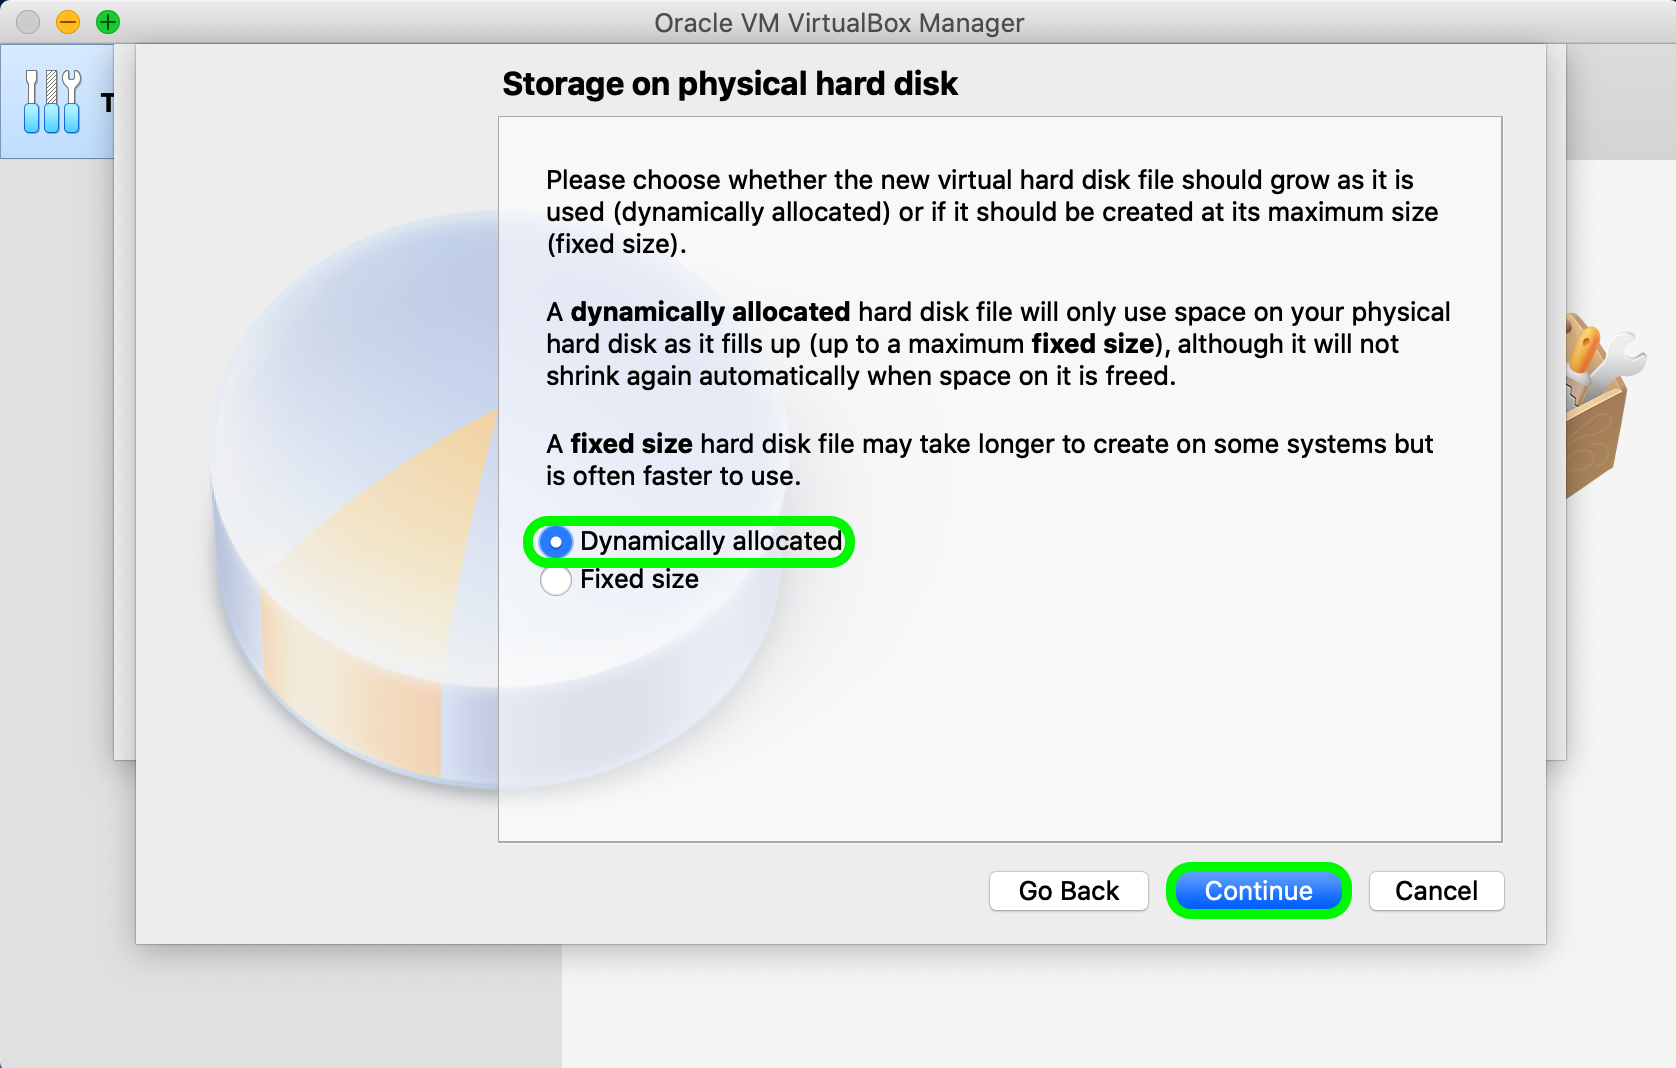 Oracle VM VirtualBox Manager
T
Storage on physical hard disk
Please choose whether the new virtual hard disk file should grow as it is
used (dynamically allocated) or if it should be created at its maximum size
(fixed size).
A dynamically allocated hard disk file will only use space on your physical
hard disk as it fills up (up to a maximum fixed size), although it will not
shrink again automatically when space on it is freed.
A fixed size hard disk file may take longer to create on some systems but
is often faster to use.
Dynamically allocated
Fixed size
Go Back
Continue
Cancel